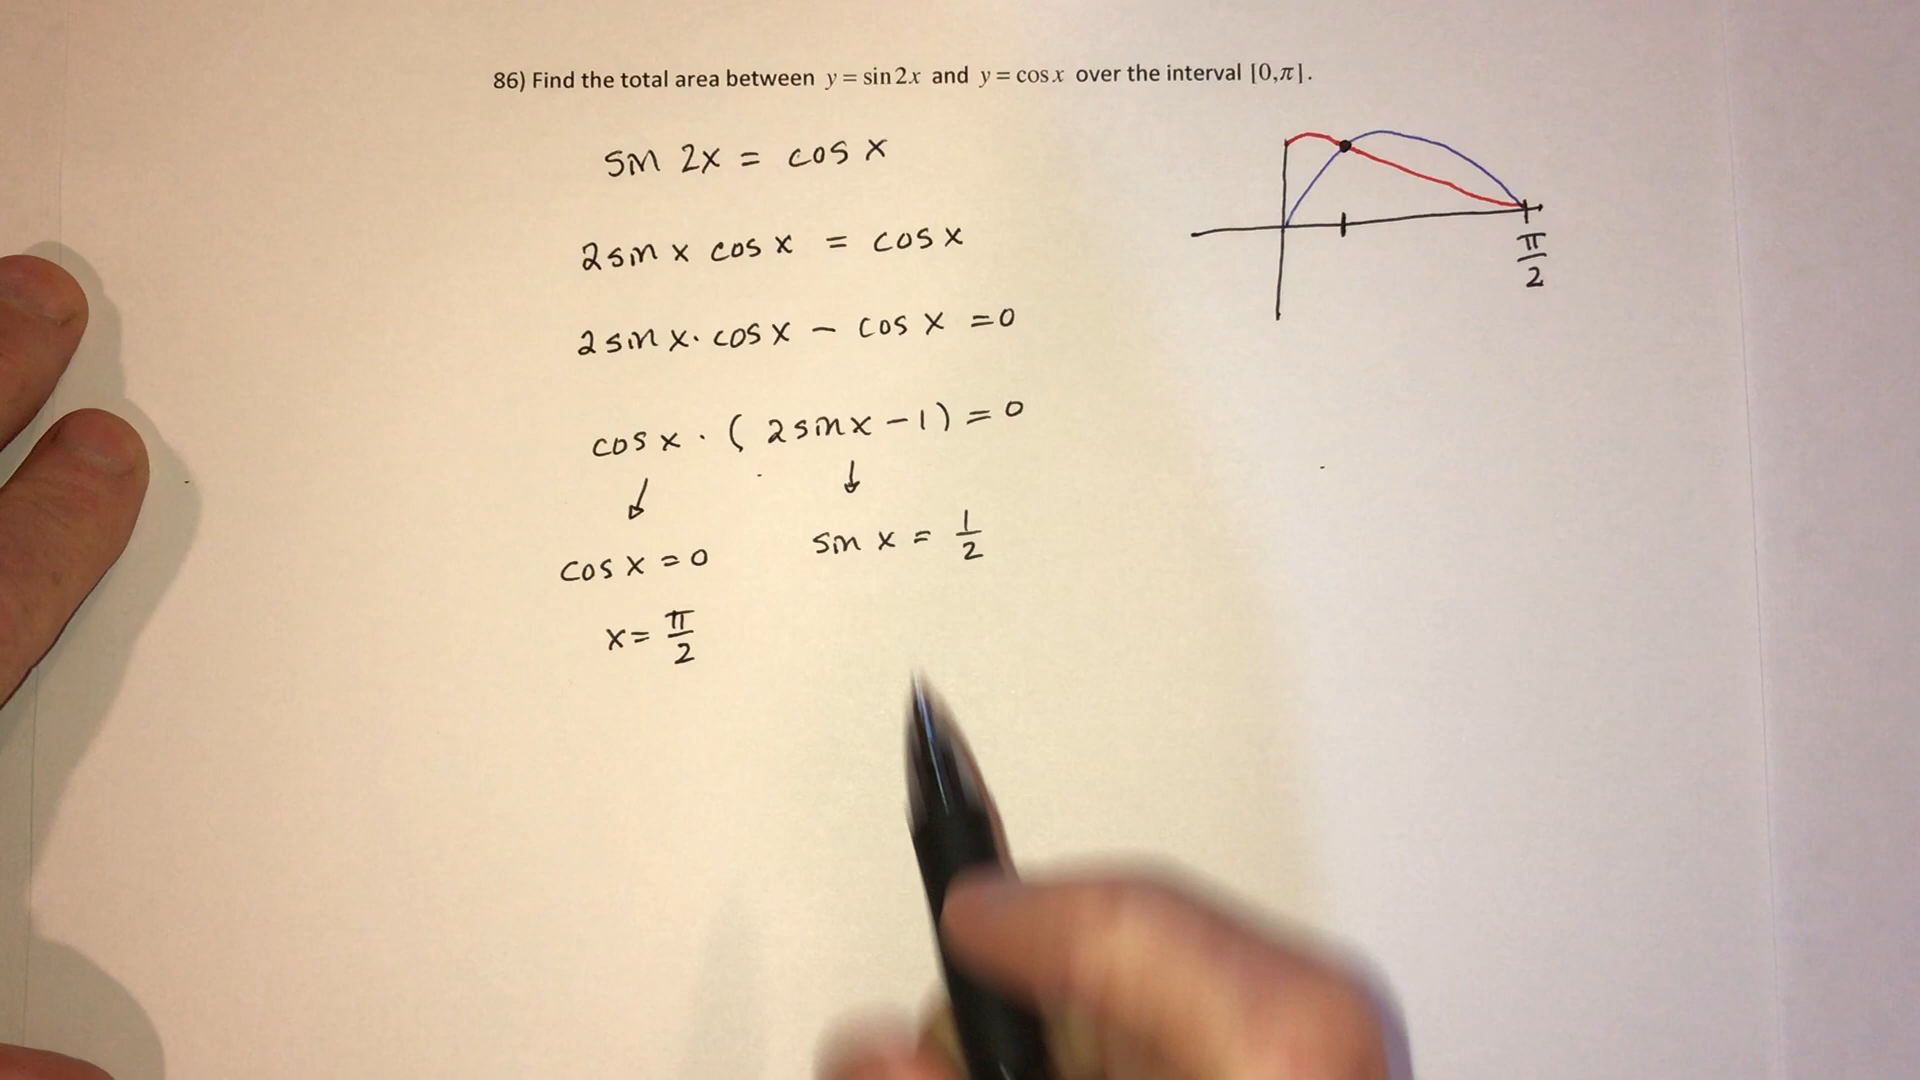 86) Find the total area between y = sin 2x and y = cos x over the interval [0,π].
sin 2x = cos x
2 sin x cos x = cos x
2 sin x · cos x − cos x = 0
cos x · ( 2 sin x − 1 ) = 0
cos x = 0
sin x = 1/2
x = π/2
π/2